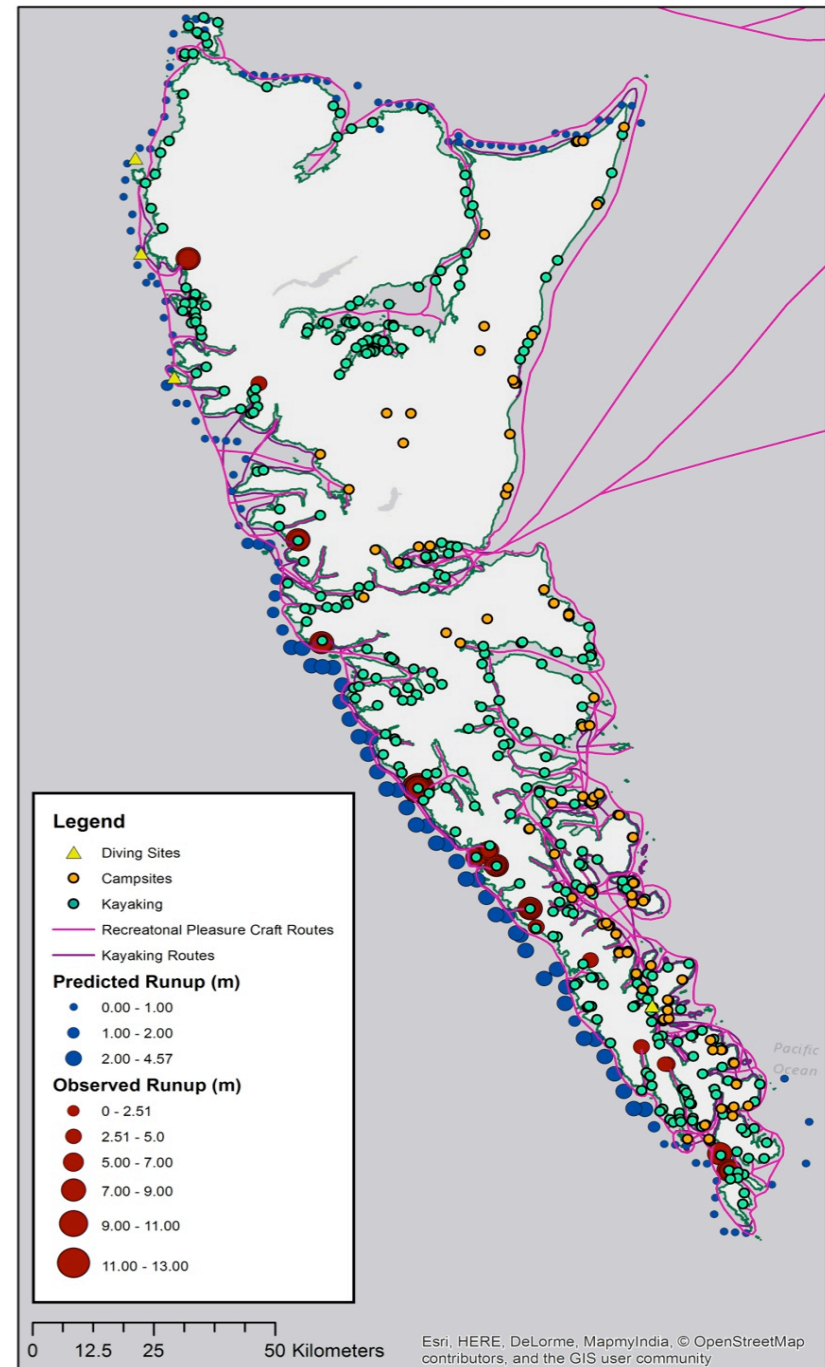 Legend
Diving Sites
Campsites
Kayaking
Recreatonal Pleasure Craft Routes
Kayaking Routes
Predicted Runup (m)
0.00 - 1.00
1.00 - 2.00
2.00 - 4.57
Observed Runup (m)
0 - 2.51
2.51 - 5.0
5.00 - 7.00
7.00 - 9.00
9.00 - 11.00
11.00 - 13.00
Pacific
Ocean
0 12.5 25 50 Kilometers
Esri, HERE, DeLorme, MapmyIndia, © OpenStreetMap
contributors, and the GIS user community